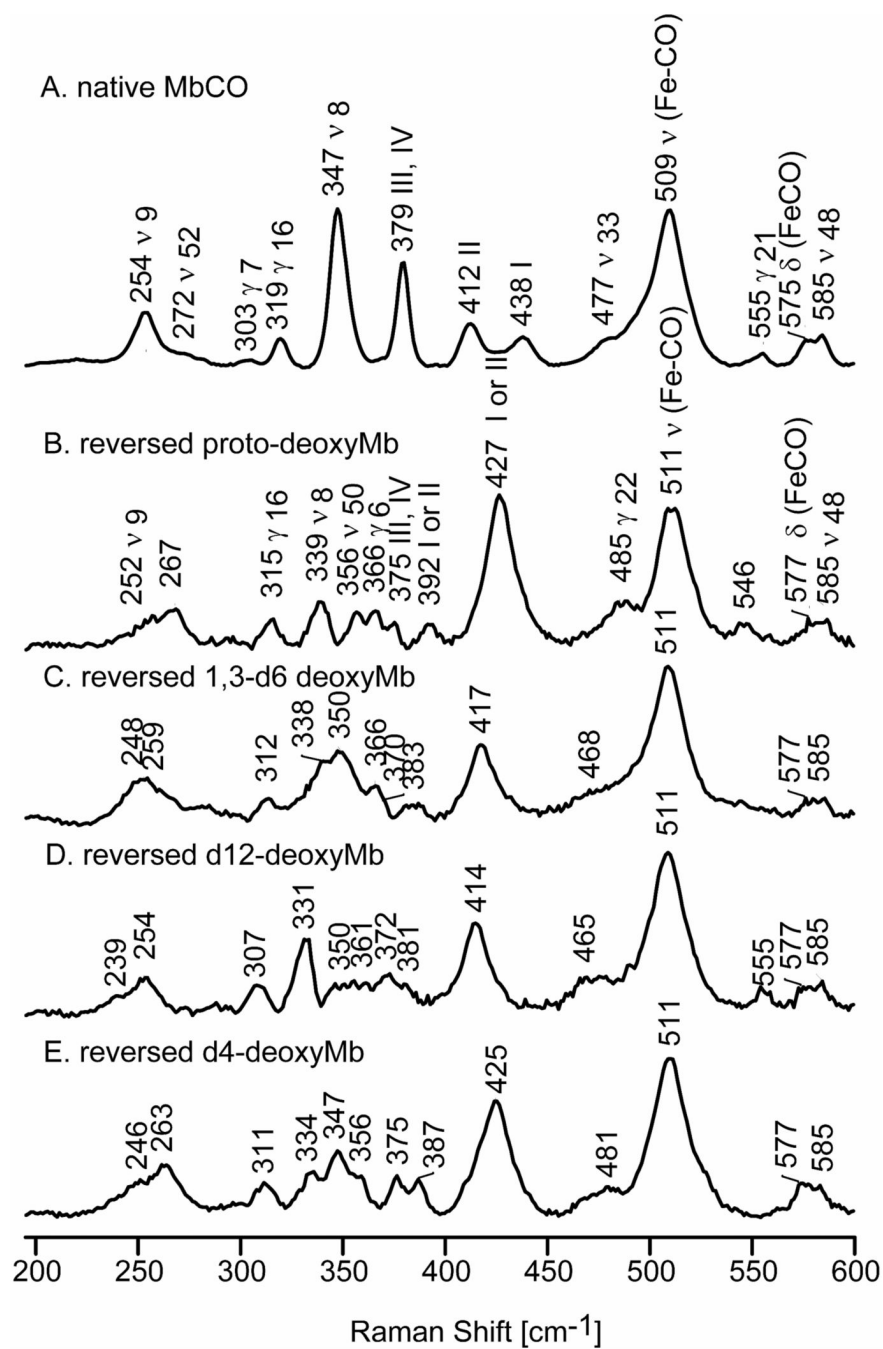 A. native MbCO
254 ν 9
272 ν 52
303 γ 7
319 γ 16
347 ν 8
379 III, IV
412 II
438 I
477 ν 33
509 ν (Fe-CO)
555 γ 21
575 δ (FeCO)
585 ν 48
B. reversed proto-deoxyMb
252 ν 9
267
315 γ 16
339 ν 8
356 ν 50
366 γ 6
375 III, IV
392 I or II
427 I or II
485 γ 22
511 ν (Fe-CO)
546
577 δ (FeCO)
585 ν 48
C. reversed 1,3-d6 deoxyMb
248
259
312
338
350
366
370
383
417
468
511
577
585
D. reversed d12-deoxyMb
239
254
307
331
350
361
372
381
414
465
511
555
577
585
E. reversed d4-deoxyMb
246
263
311
334
347
356
375
387
425
481
511
577
585
200 250 300 350 400 450 500 550 600
Raman Shift [cm-1]